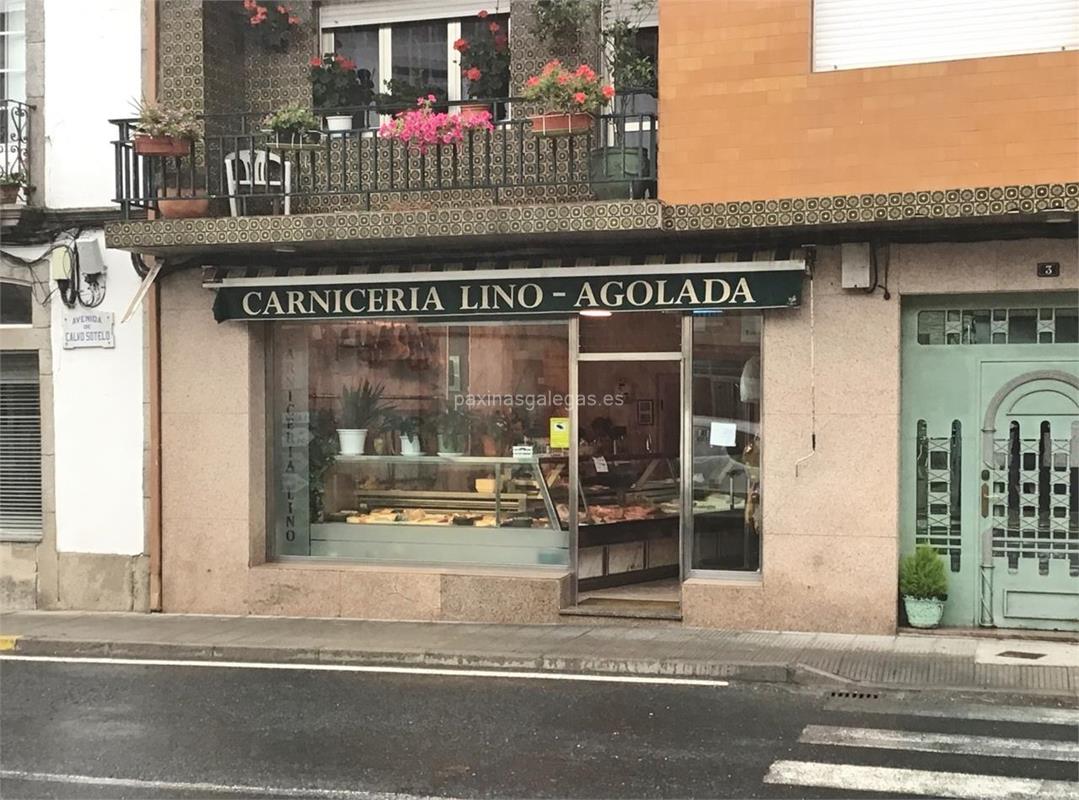 CARNICERIA LINO - AGOLADA
3
AVENIDA
DE
CALVO SOTELO
CARNICERIA LINO
paxinasgalegas.es